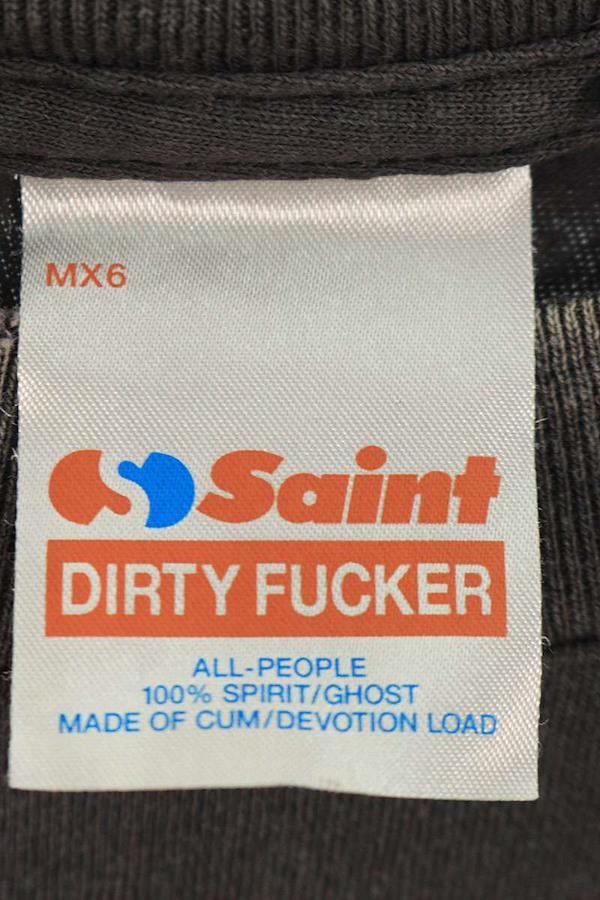 MX6
Saint
DIRTY FUCKER
ALL-PEOPLE
100% SPIRIT/GHOST
MADE OF CUM/DEVOTION LOAD